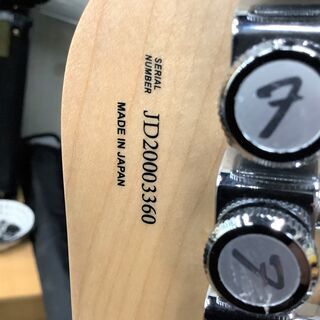 SERIAL
NUMBER
JD20003360
MADE IN JAPAN
F
F